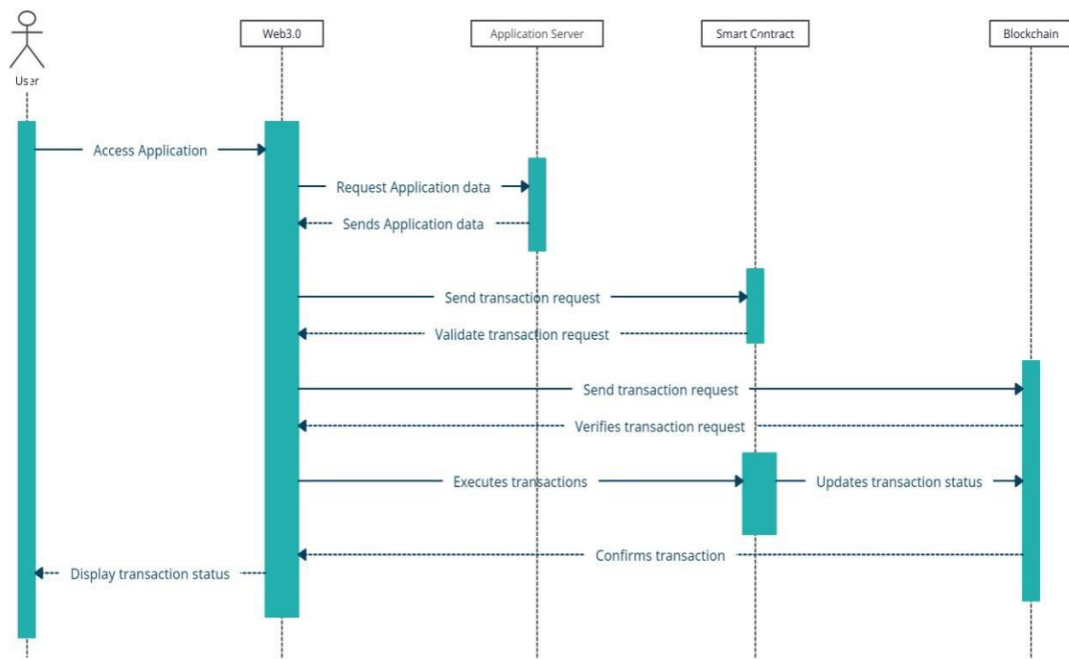 Web3.0
Application Server
Smart Contract
Blockchain
User
Access Application
Request Application data
Sends Application data
Send transaction request
Validate transaction request
Send transaction request
Verifies transaction request
Executes transactions
Updates transaction status
Confirms transaction
Display transaction status